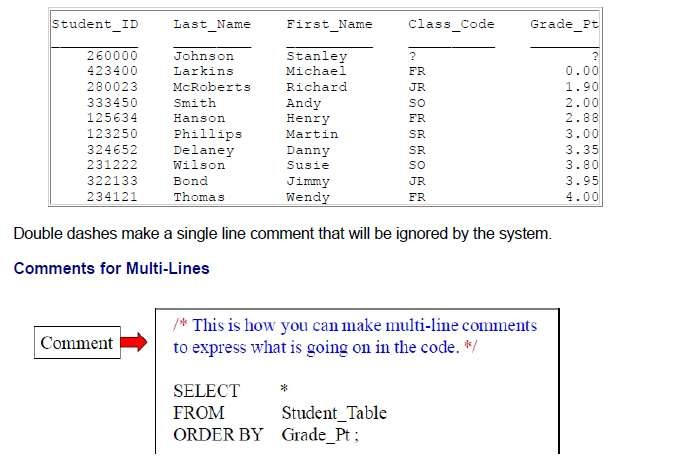 Student_ID Last_Name First_Name Class_Code Grade_Pt
260000 Johnson Stanley ? ?
423400 Larkins Michael FR 0.00
280023 McRoberts Richard JR 1.90
333450 Smith Andy SO 2.00
125634 Hanson Henry FR 2.88
123250 Phillips Martin SR 3.00
324652 Delaney Danny SR 3.35
231222 Wilson Susie SO 3.80
322133 Bond Jimmy JR 3.95
234121 Thomas Wendy FR 4.00
Double dashes make a single line comment that will be ignored by the system.
Comments for Multi-Lines
Comment
/* This is how you can make multi-line comments
to express what is going on in the code. */
SELECT *
FROM Student_Table
ORDER BY Grade_Pt ;